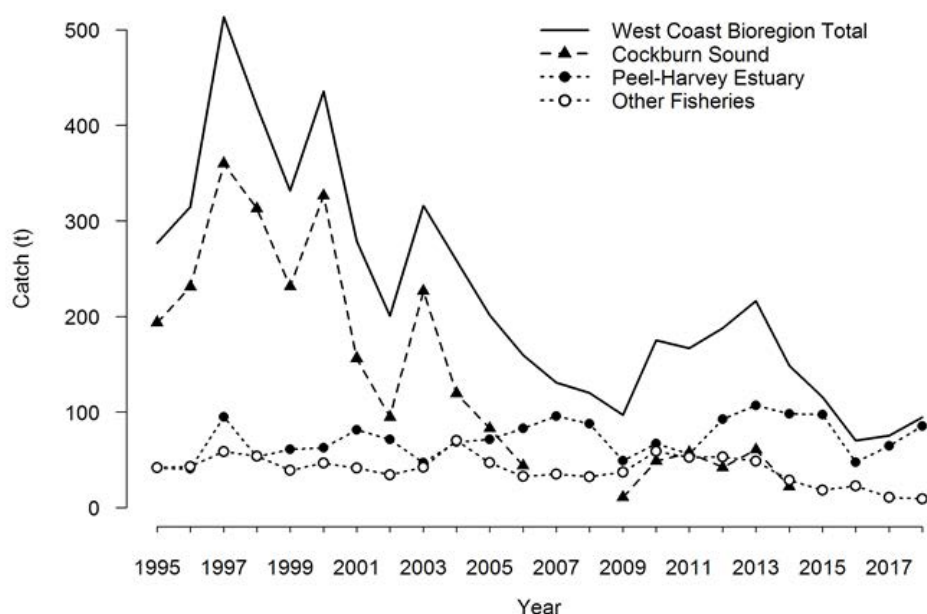 500
400
300
200
100
0
Catch (t)
West Coast Bioregion Total
Cockburn Sound
Peel-Harvey Estuary
Other Fisheries
1995 1997 1999 2001 2003 2005 2007 2009 2011 2013 2015 2017
Year